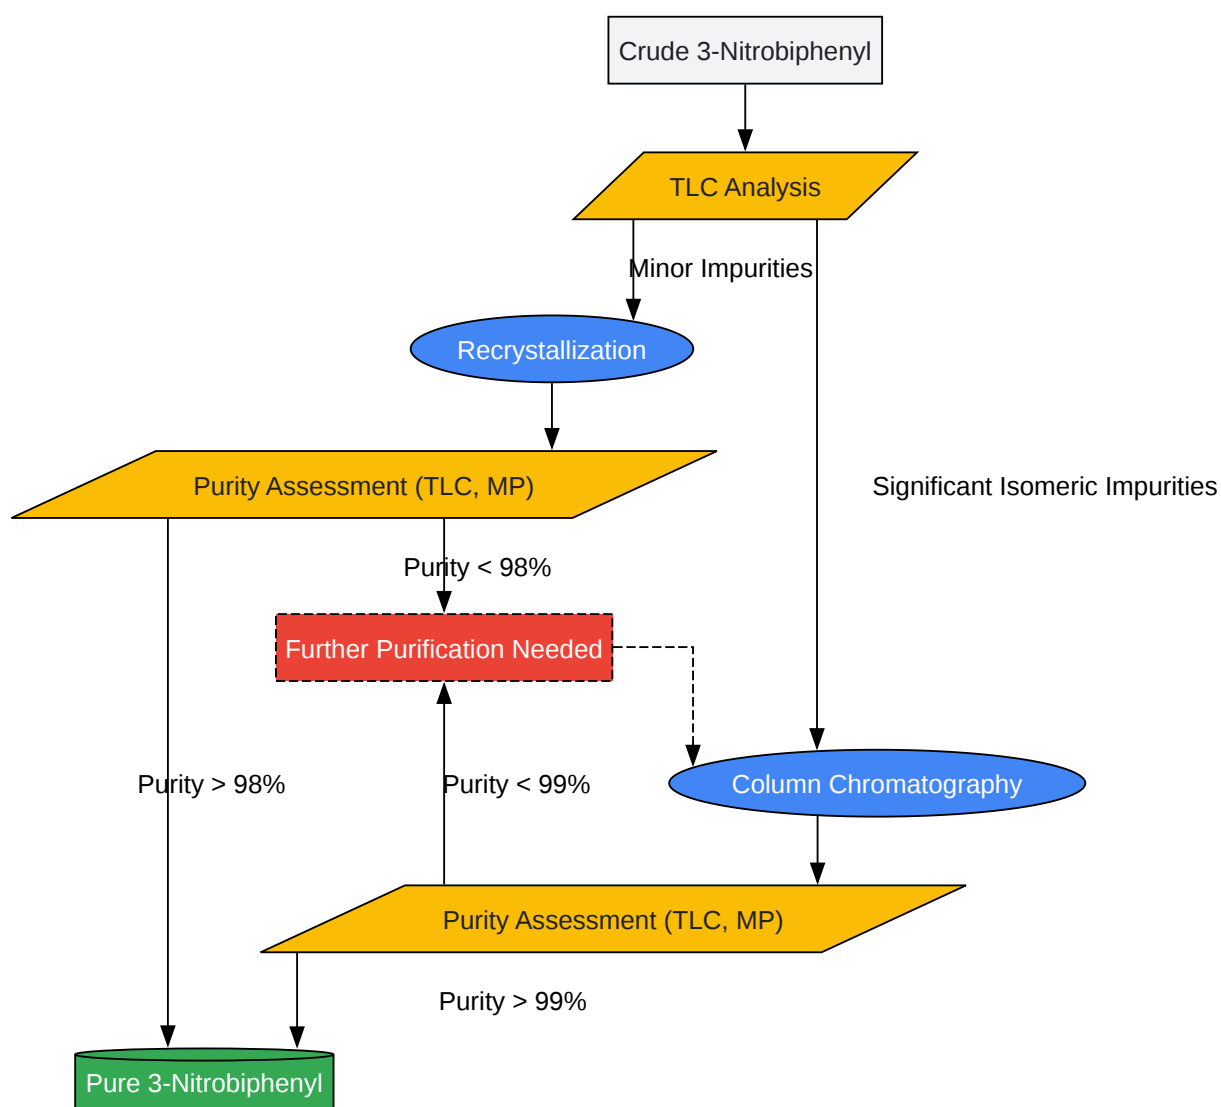 Crude 3-Nitrobiphenyl
TLC Analysis
Minor Impurities
Recrystallization
Purity Assessment (TLC, MP)
Significant Isomeric Impurities
Purity < 98%
Further Purification Needed
Purity > 98%
Purity < 99%
Column Chromatography
Purity Assessment (TLC, MP)
Purity > 99%
Pure 3-Nitrobiphenyl